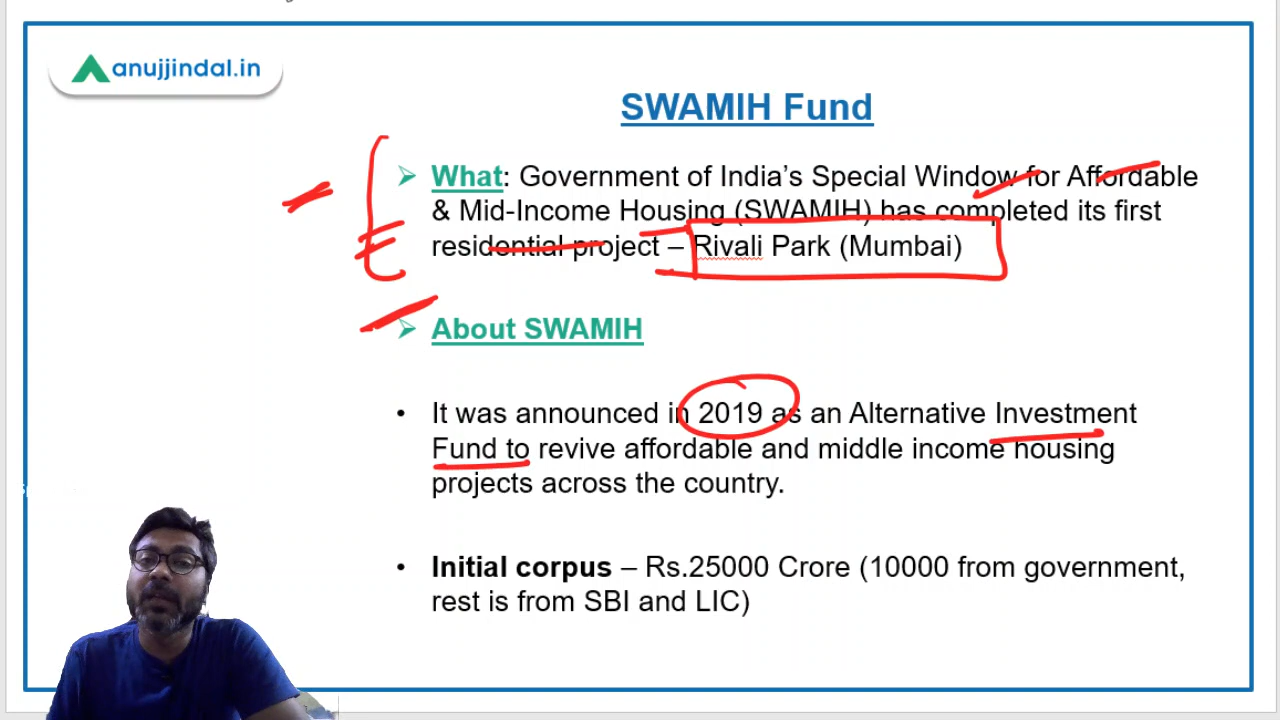 anujjindal.in
SWAMIH Fund
➢ What: Government of India’s Special Window for Affordable
& Mid-Income Housing (SWAMIH) has completed its first
residential project – Rivali Park (Mumbai)
➢ About SWAMIH
• It was announced in 2019 as an Alternative Investment
Fund to revive affordable and middle income housing
projects across the country.
• Initial corpus – Rs.25000 Crore (10000 from government,
rest is from SBI and LIC)